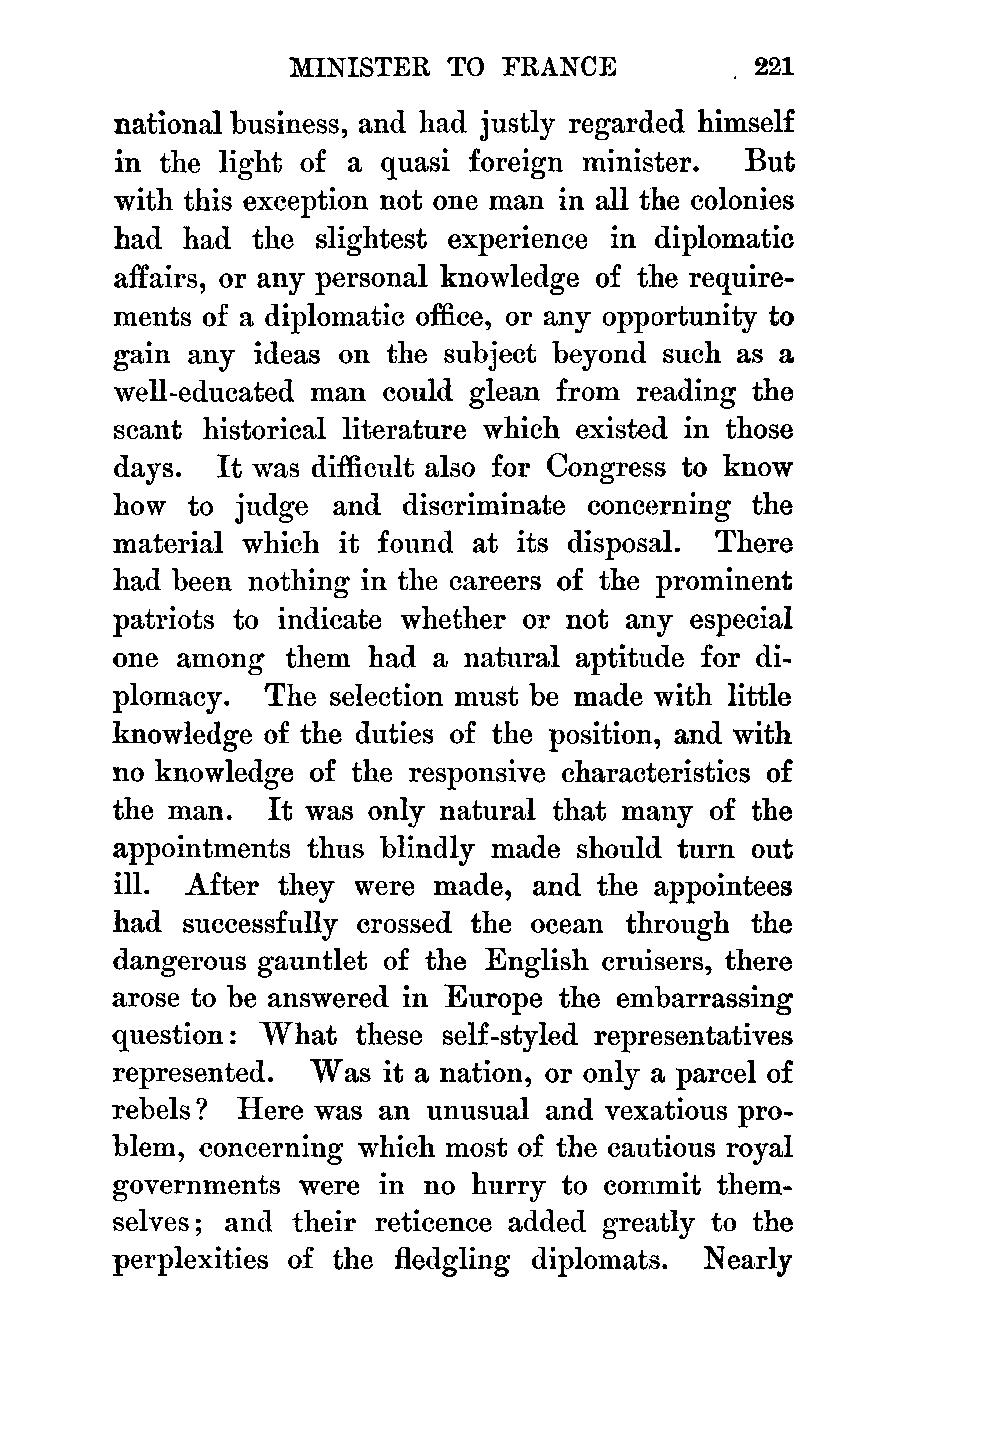 MINISTER TO FRANCE 221
national business, and had justly regarded himself
in the light of a quasi foreign minister. But
with this exception not one man in all the colonies
had had the slightest experience in diplomatic
affairs, or any personal knowledge of the require-
ments of a diplomatic office, or any opportunity to
gain any ideas on the subject beyond such as a
well-educated man could glean from reading the
scant historical literature which existed in those
days. It was difficult also for Congress to know
how to judge and discriminate concerning the
material which it found at its disposal. There
had been nothing in the careers of the prominent
patriots to indicate whether or not any especial
one among them had a natural aptitude for di-
plomacy. The selection must be made with little
knowledge of the duties of the position, and with
no knowledge of the responsive characteristics of
the man. It was only natural that many of the
appointments thus blindly made should turn out
ill. After they were made, and the appointees
had successfully crossed the ocean through the
dangerous gauntlet of the English cruisers, there
arose to be answered in Europe the embarrassing
question: What these self-styled representatives
represented. Was it a nation, or only a parcel of
rebels? Here was an unusual and vexatious pro-
blem, concerning which most of the cautious royal
governments were in no hurry to commit them-
selves; and their reticence added greatly to the
perplexities of the fledgling diplomats. Nearly